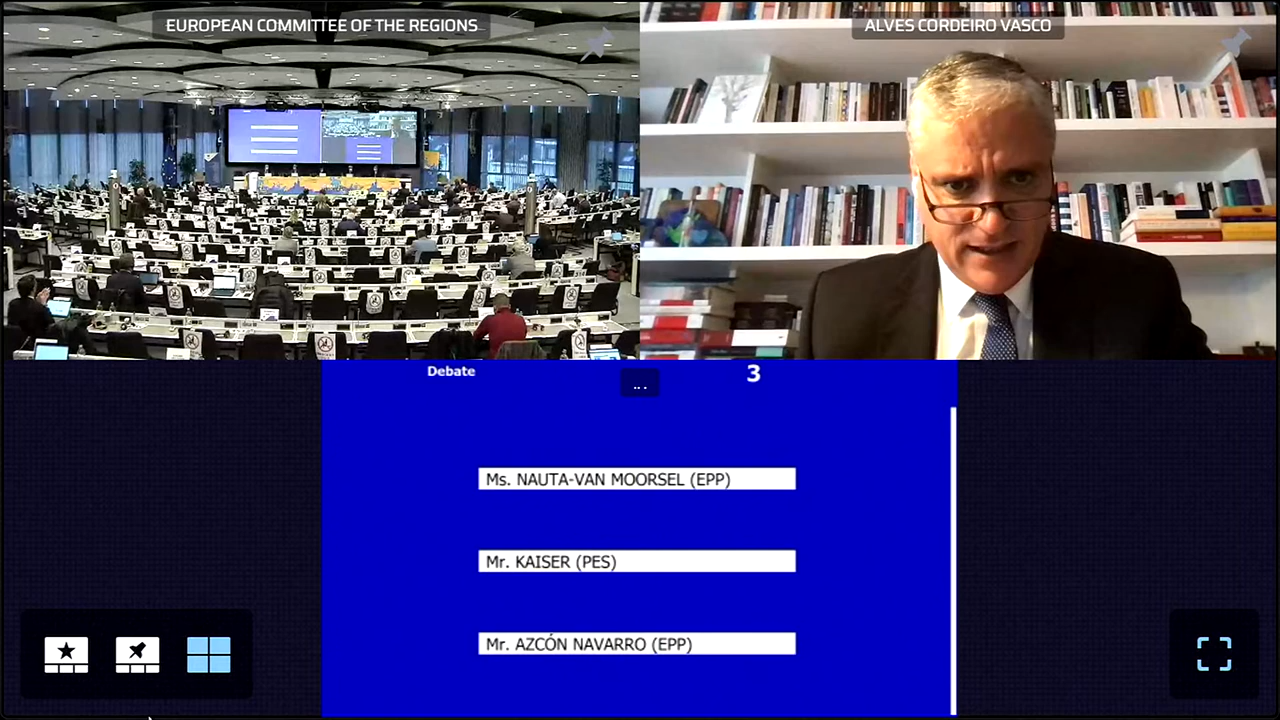 EUROPEAN COMMITTEE OF THE REGIONS
ALVES CORDEIRO VASCO
Debate
...
3
Ms. NAUTA-VAN MOORSEL (EPP)
Mr. KAISER (PES)
Mr. AZCÓN NAVARRO (EPP)